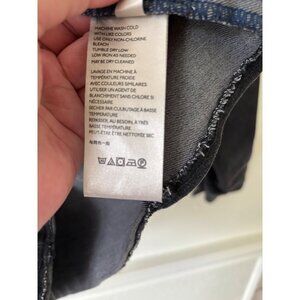 MACHINE WASH COLD
WITH LIKE COLORS
USE ONLY NON-CHLORINE
BLEACH
TUMBLE DRY LOW
LOW IRON AS NEEDED
MAY BE DRY CLEANED
LAVAGE EN MACHINE À
TEMPÉRATURE FROIDE
AVEC COULEURS SIMILAIRES
UTILISER UN AGENT DE
BLANCHIMENT SANS CHLORE SI
NÉCESSAIRE
SÉCHER PAR CULBUTAGE À BASSE
TEMPÉRATURE
REPASSER, AU BESOIN, À TRÈS
BASSE TEMPÉRATURE
PEUT-ÊTRE ÊTRE NETTOYÉE SEC